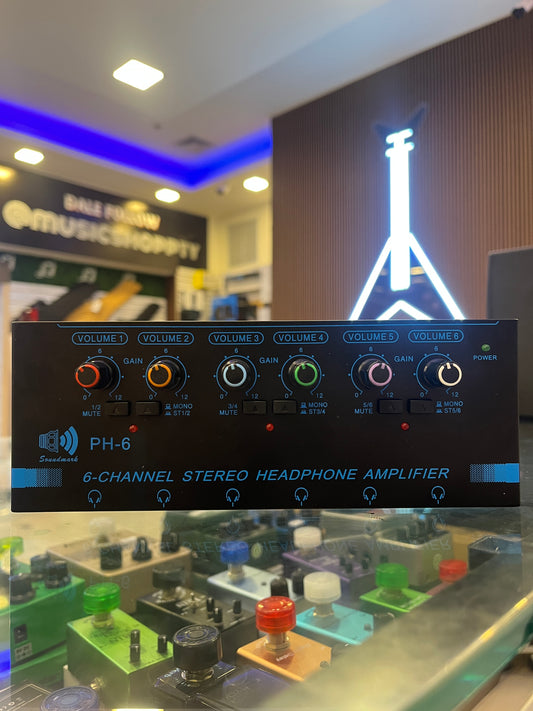 DALE FOLLOW
@MUSICSHOPPTY
VOLUME 1 VOLUME 2 VOLUME 3 VOLUME 4 VOLUME 5 VOLUME 6
6 6 6 6 6 6
GAIN GAIN GAIN
POWER
0 12 0 12 0 12 0 12 0 12 0 12
1/2 MONO 3/4 MONO 5/6 MONO
MUTE ST1/2 MUTE ST3/4 MUTE ST5/6
PH-6
Soundmark
6-CHANNEL STEREO HEADPHONE AMPLIFIER